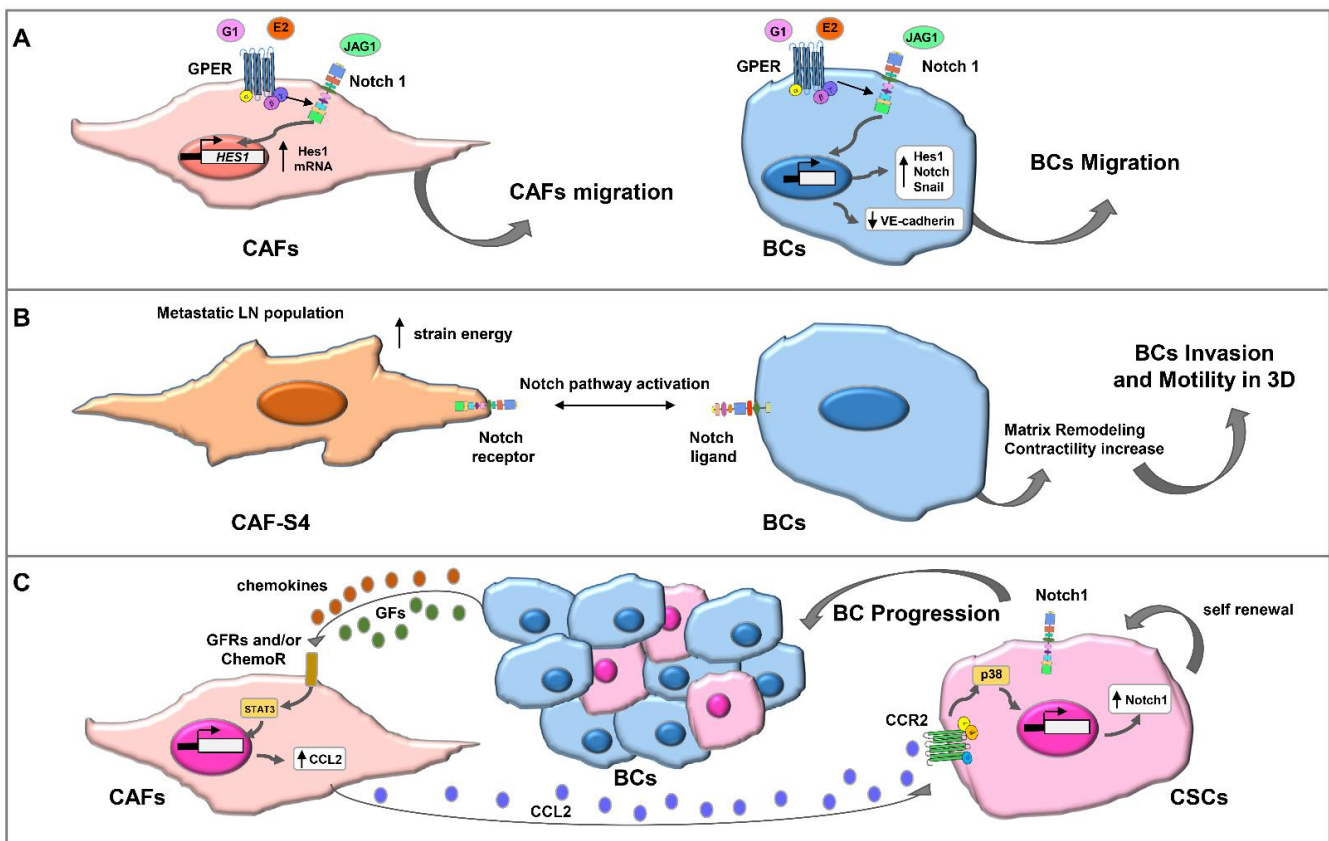 A
G1
E2
JAG1
GPER
Notch 1
α
β
γ
HES1
Hes1
mRNA
CAFs migration
CAFs
G1
E2
JAG1
GPER
Notch 1
β
Hes1
Notch
Snail
VE-cadherin
BCs Migration
BCs
B
Metastatic LN population
strain energy
Notch pathway activation
Notch
receptor
Notch
ligand
CAF-S4
BCs
BCs Invasion
and Motility in 3D
Matrix Remodeling
Contractility increase
C
chemokines
GFs
GFRs and/or
ChemoR
STAT3
CCL2
CAFs
BCs
CCL2
BC Progression
Notch1
self renewal
p38
Notch1
CCR2
CSCs